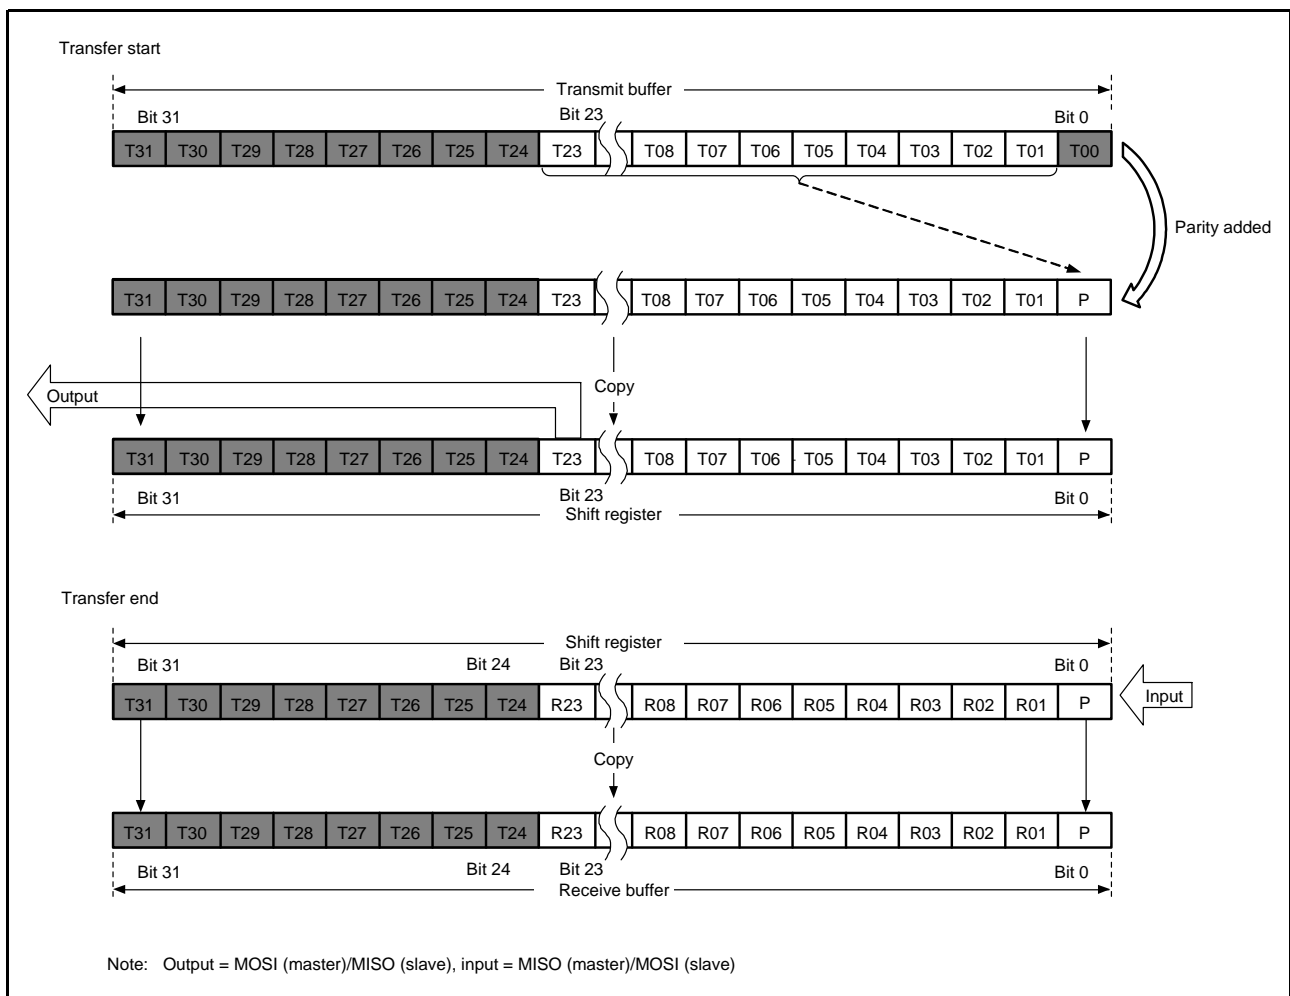 Transfer start
Transmit buffer
Bit 31 Bit 23 Bit 0
T31 T30 T29 T28 T27 T26 T25 T24 T23 T08 T07 T06 T05 T04 T03 T02 T01 T00
Parity added
T31 T30 T29 T28 T27 T26 T25 T24 T23 T08 T07 T06 T05 T04 T03 T02 T01 P
Output Copy
T31 T30 T29 T28 T27 T26 T25 T24 T23 T08 T07 T06 T05 T04 T03 T02 T01 P
Bit 31 Bit 23 Bit 0
Shift register
Transfer end
Shift register
Bit 31 Bit 24 Bit 23 Bit 0
T31 T30 T29 T28 T27 T26 T25 T24 R23 R08 R07 R06 R05 R04 R03 R02 R01 P Input
Copy
T31 T30 T29 T28 T27 T26 T25 T24 R23 R08 R07 R06 R05 R04 R03 R02 R01 P
Bit 31 Bit 24 Bit 23 Bit 0
Receive buffer
Note: Output = MOSI (master)/MISO (slave), input = MISO (master)/MOSI (slave)